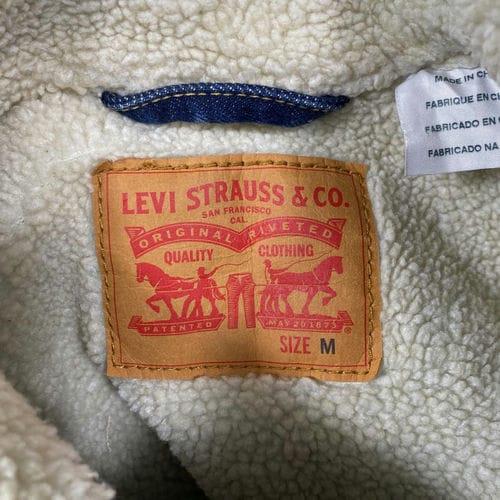 MADE IN CH
FABRIQUE EN CH
FABRICADO EN C
FABRICADO NA
LEVI STRAUSS & CO.
SAN FRANCISCO
CAL.
ORIGINAL RIVETED
QUALITY CLOTHING
PATENTED MAY 20 1873
SIZE M